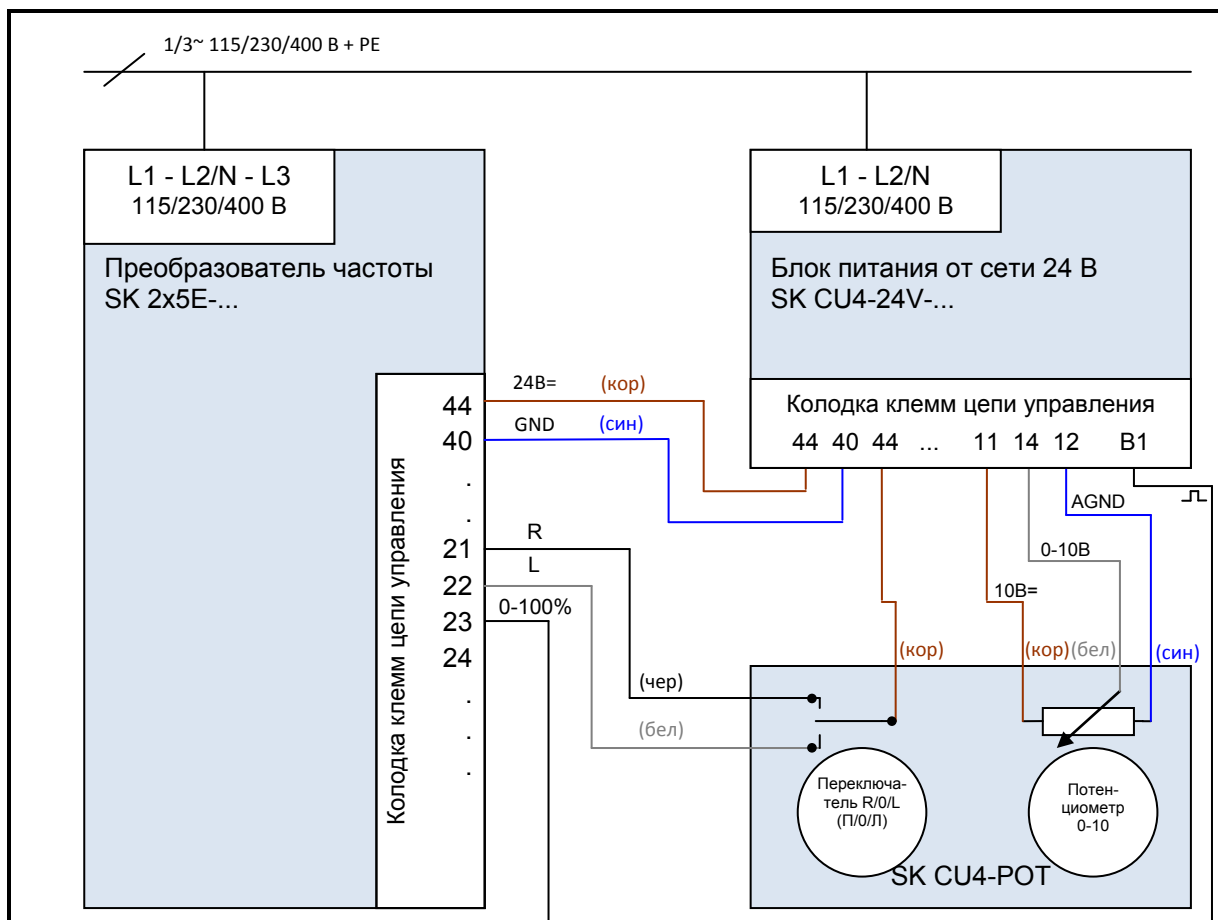 1/3~ 115/230/400 В + PE
L1 - L2/N - L3
115/230/400 В
Преобразователь частоты
SK 2x5E-...
L1 - L2/N
115/230/400 В
Блок питания от сети 24 В
SK CU4-24V-...
Колодка клемм цепи управления
44 40 44 ... 11 14 12 B1
Колодка клемм цепи управления
44
40
.
.
21
22
23
24
.
.
.
24В= (кор)
GND (син)
R
L
0-100%
(чер)
(бел)
AGND
0-10В
10В=
(кор)
(кор)
(бел)
(син)
Переключа-
тель R/0/L
(П/0/Л)
Потен-
циометр
0-10
SK CU4-POT